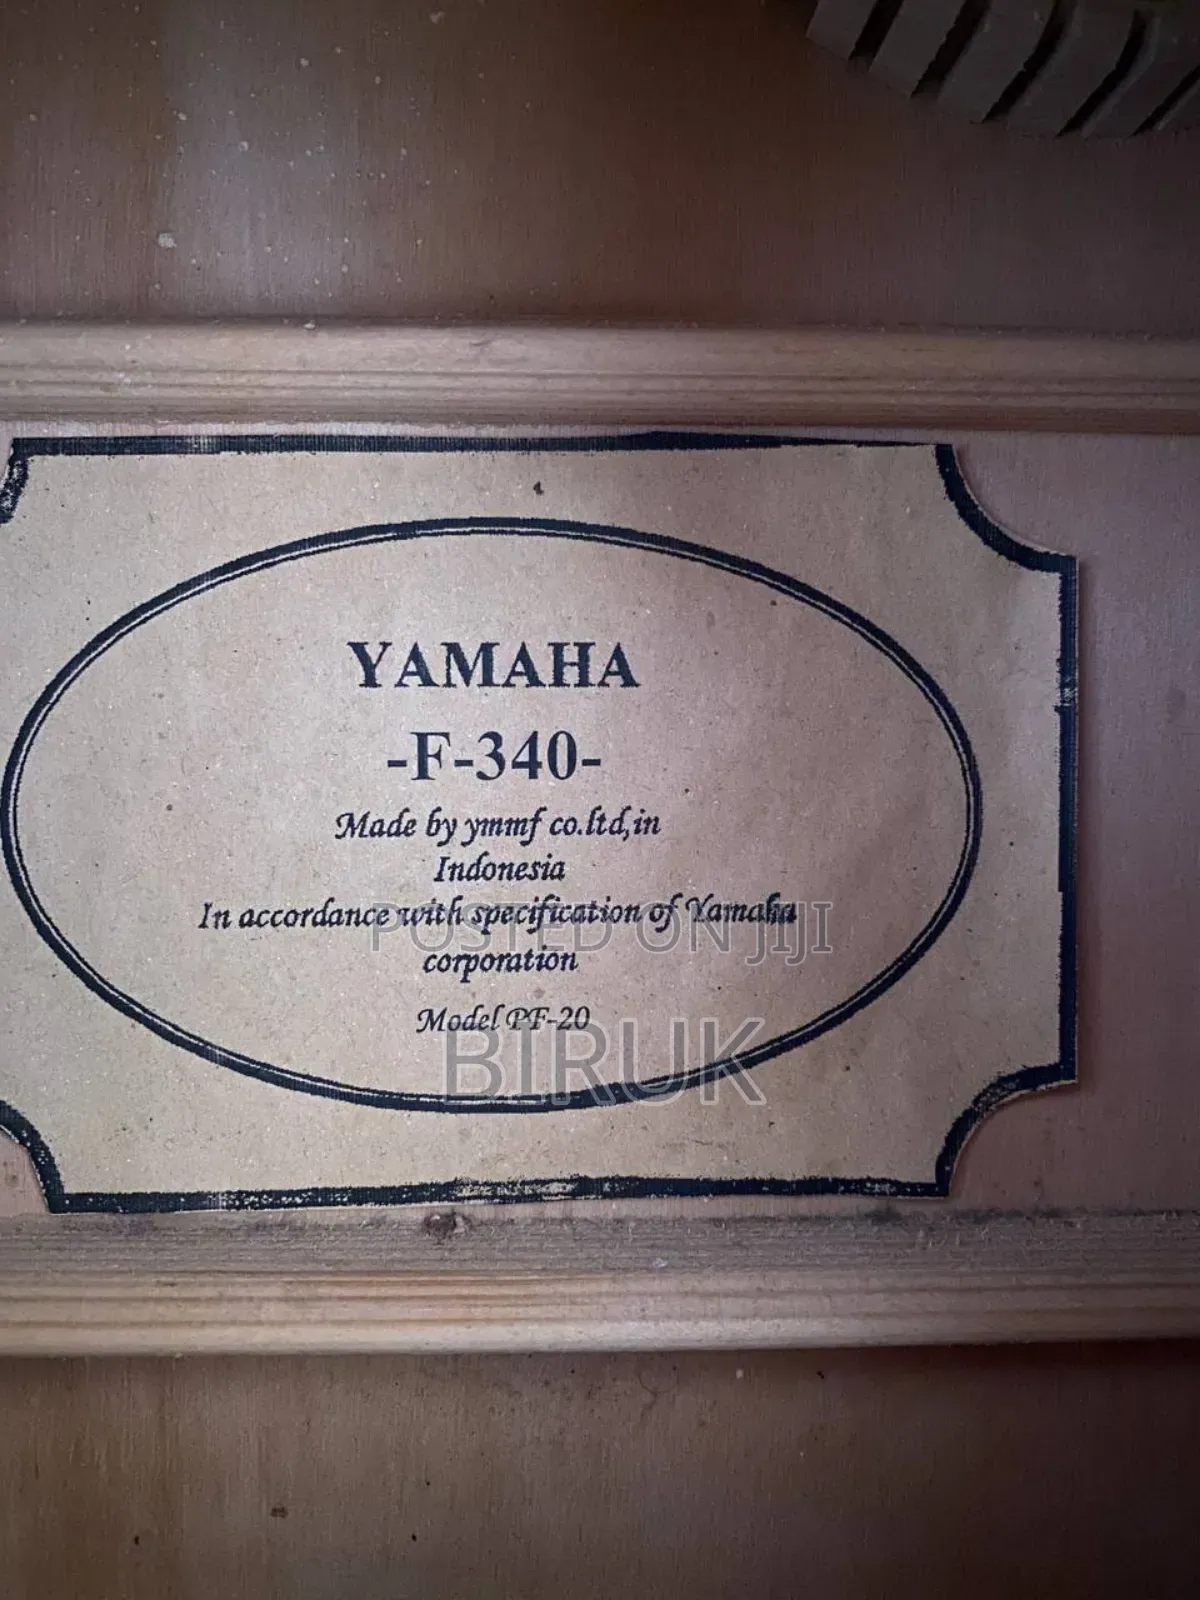 YAMAHA
-F-340-
Made by ymmf co.ltd,in
Indonesia
In accordance with specification of Yamaha
corporation
Model PF-20
POSTED ON JIJI
BIRUK